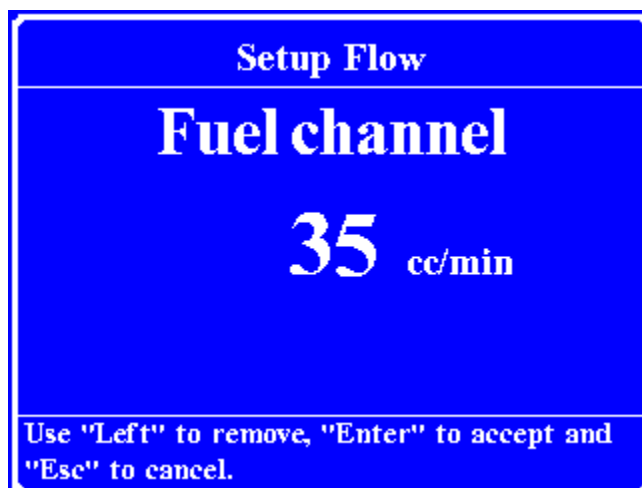 Setup Flow
Fuel channel
35 cc/min
Use "Left" to remove, "Enter" to accept and
"Esc" to cancel.